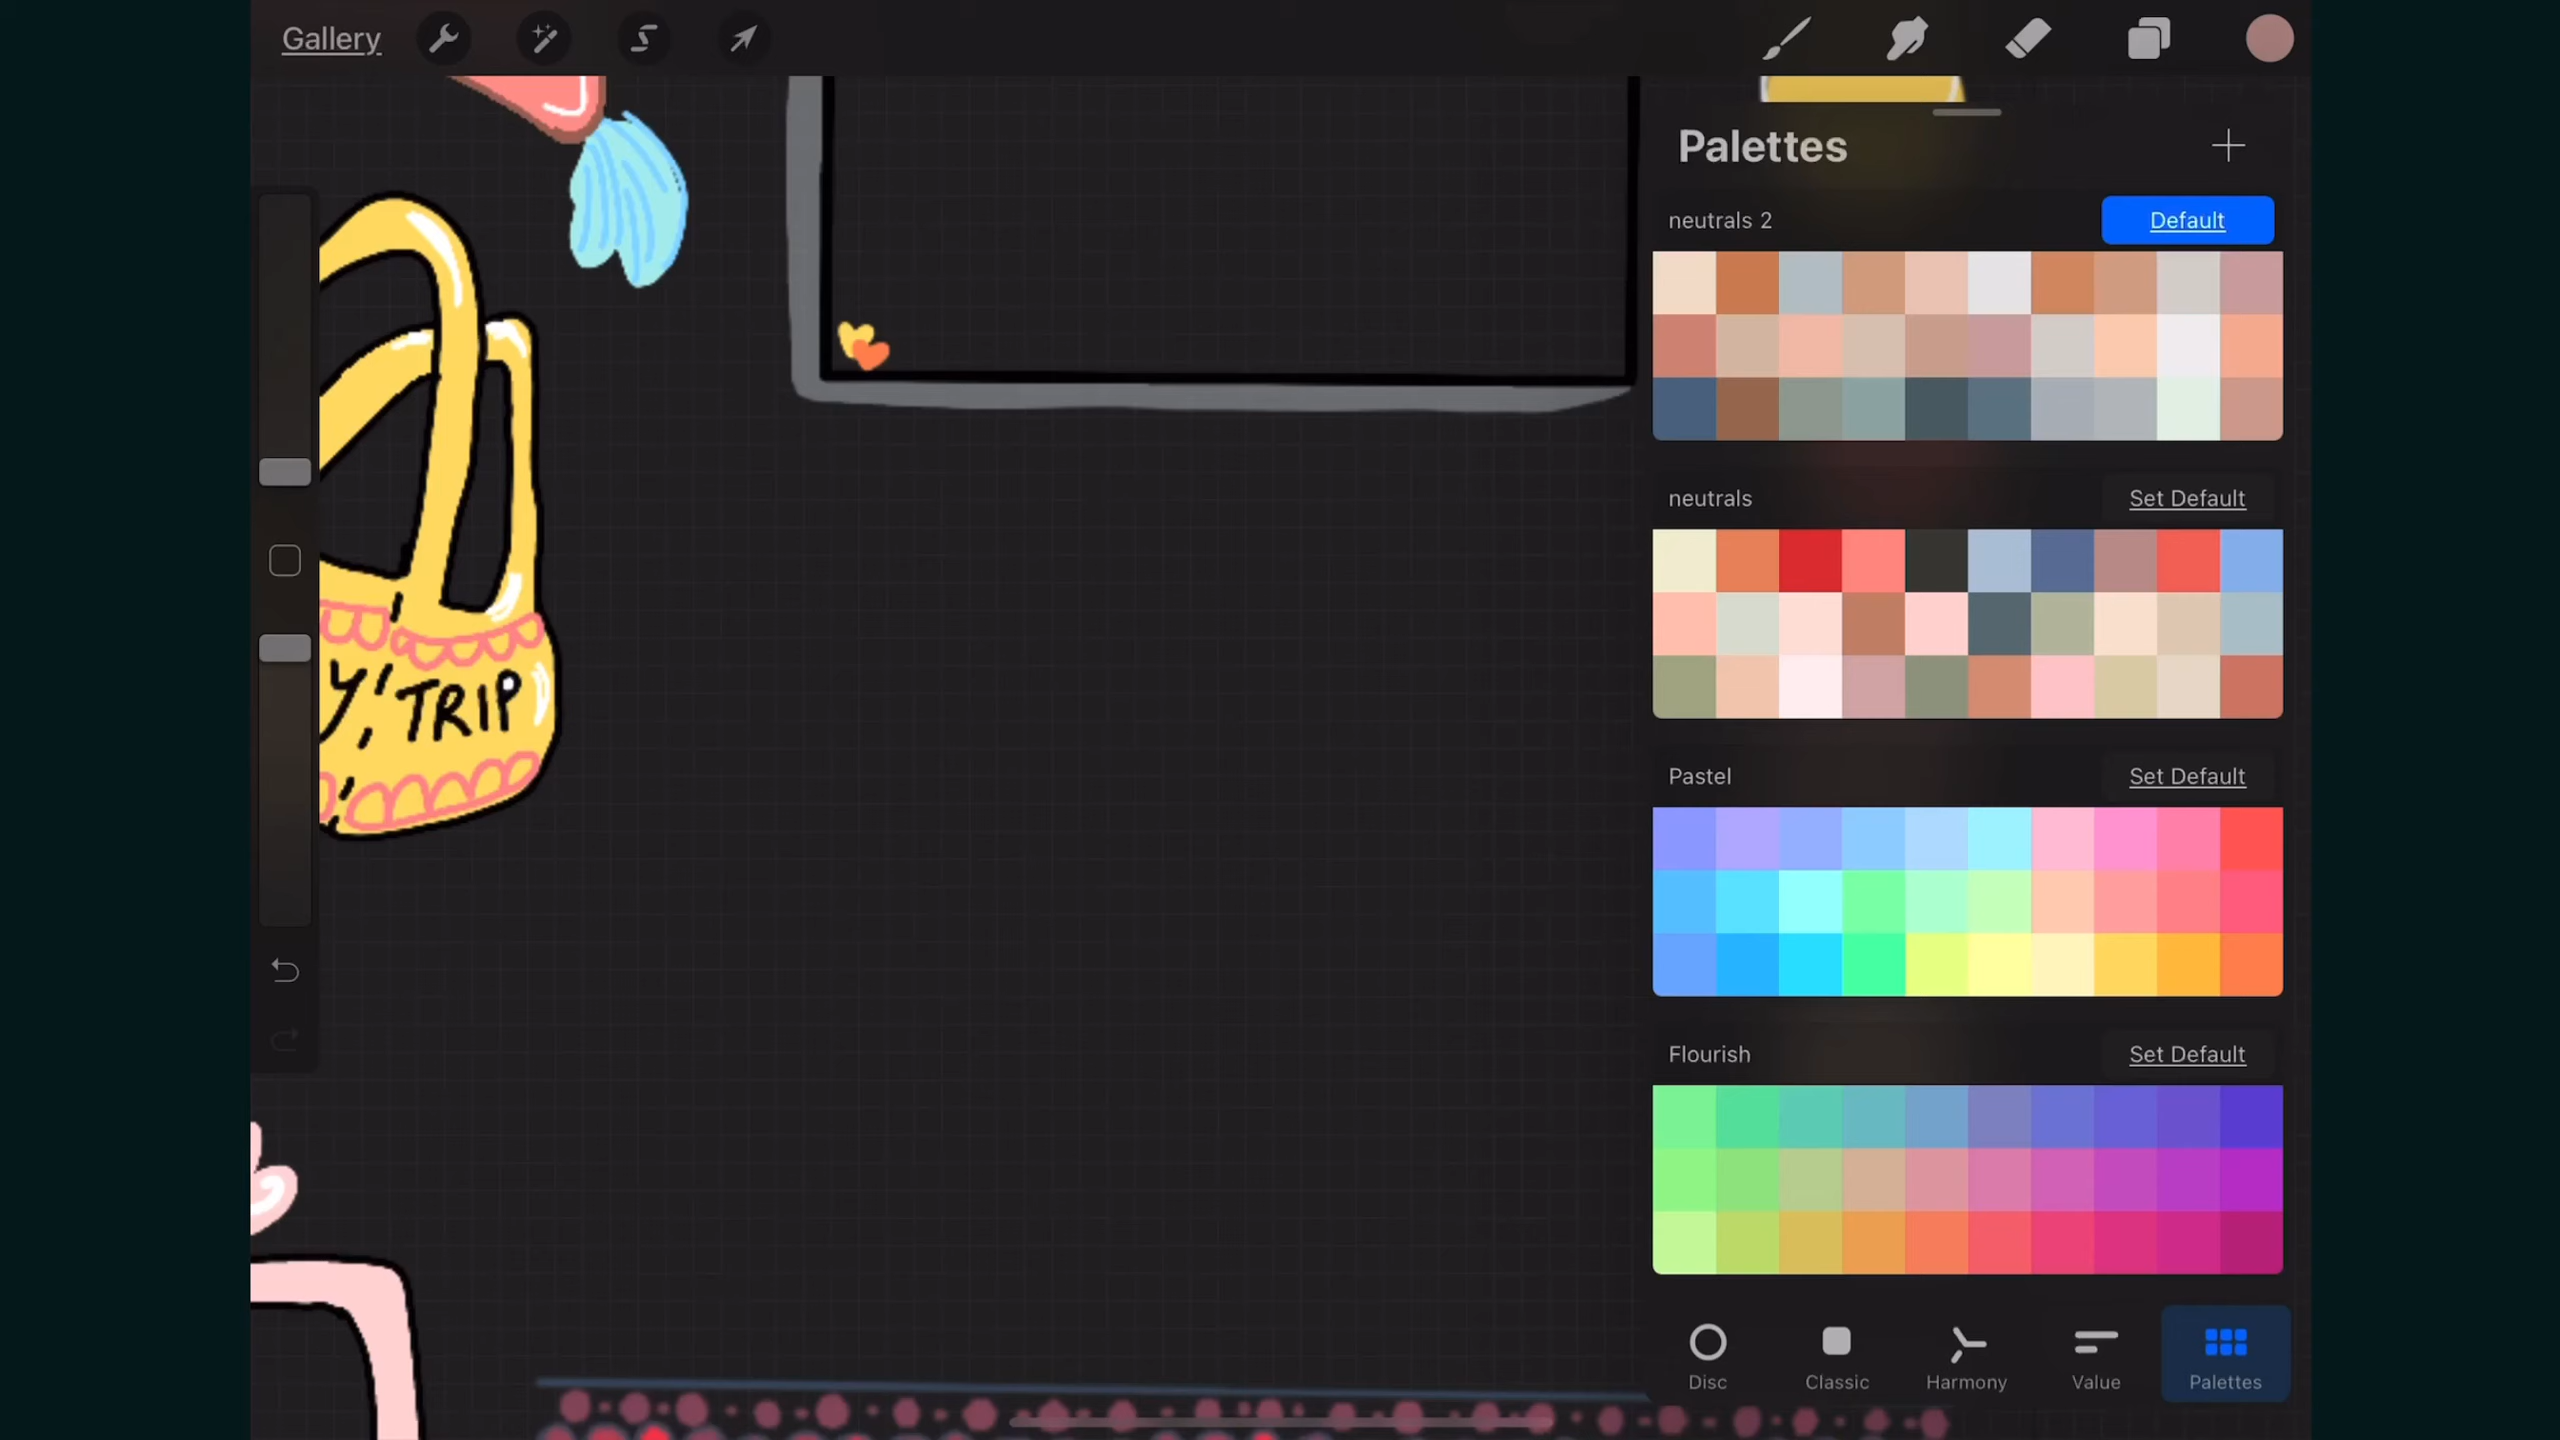 Gallery
Palettes
neutrals 2
Default
neutrals
Set Default
Pastel
Set Default
Flourish
Set Default
Y, TRIP
Disc
Classic
Harmony
Value
Palettes